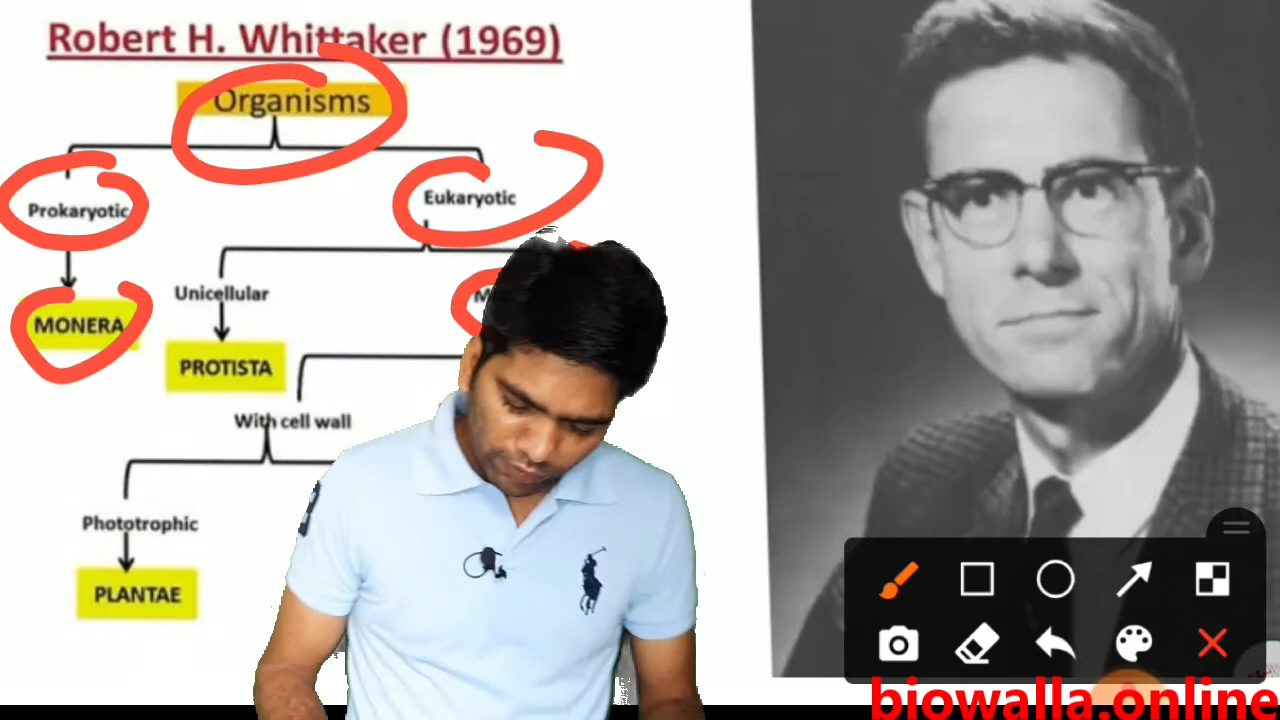 Robert H. Whittaker (1969)
Organisms
Prokaryotic
Eukaryotic
MONERA
Unicellular
PROTISTA
With cell wall
Phototrophic
PLANTAE
biowalla.online